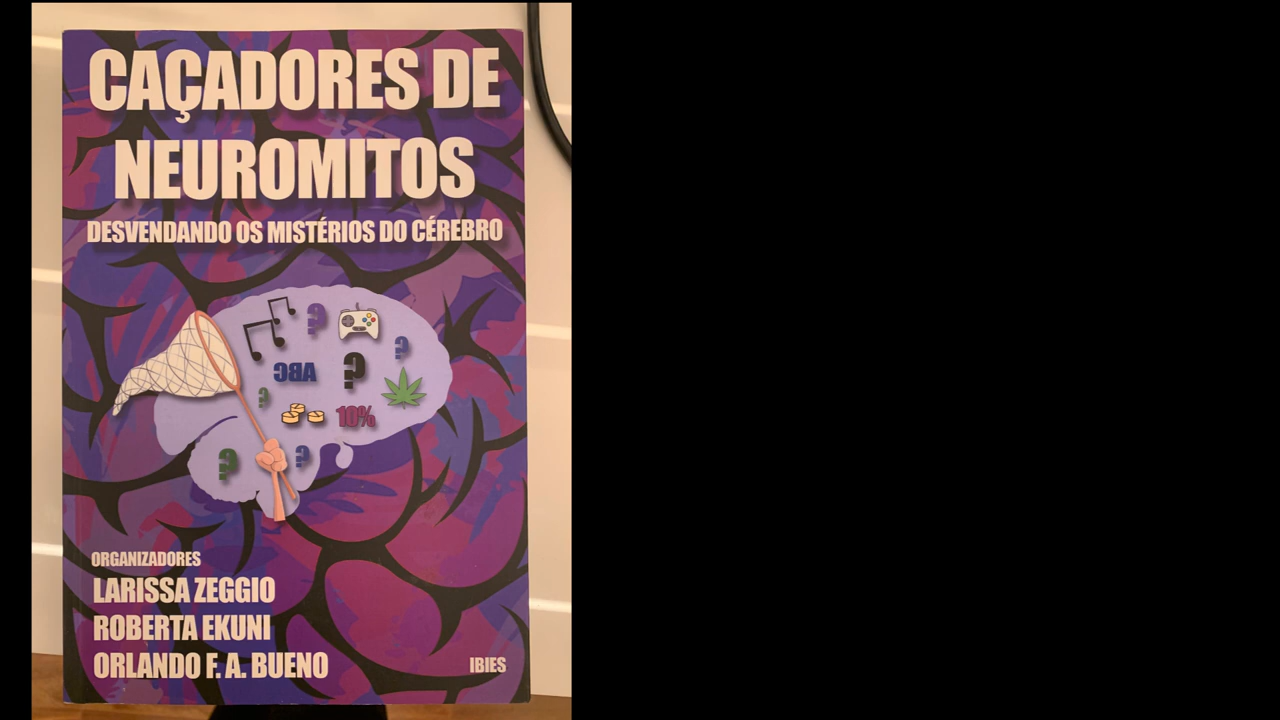 CAÇADORES DE
NEUROMITOS
DESVENDANDO OS MISTÉRIOS DO CÉREBRO
?
?
ABC
?
?
10%
?
?
ORGANIZADORES
LARISSA ZEGGIO
ROBERTA EKUNI
ORLANDO F. A. BUENO
IBIES